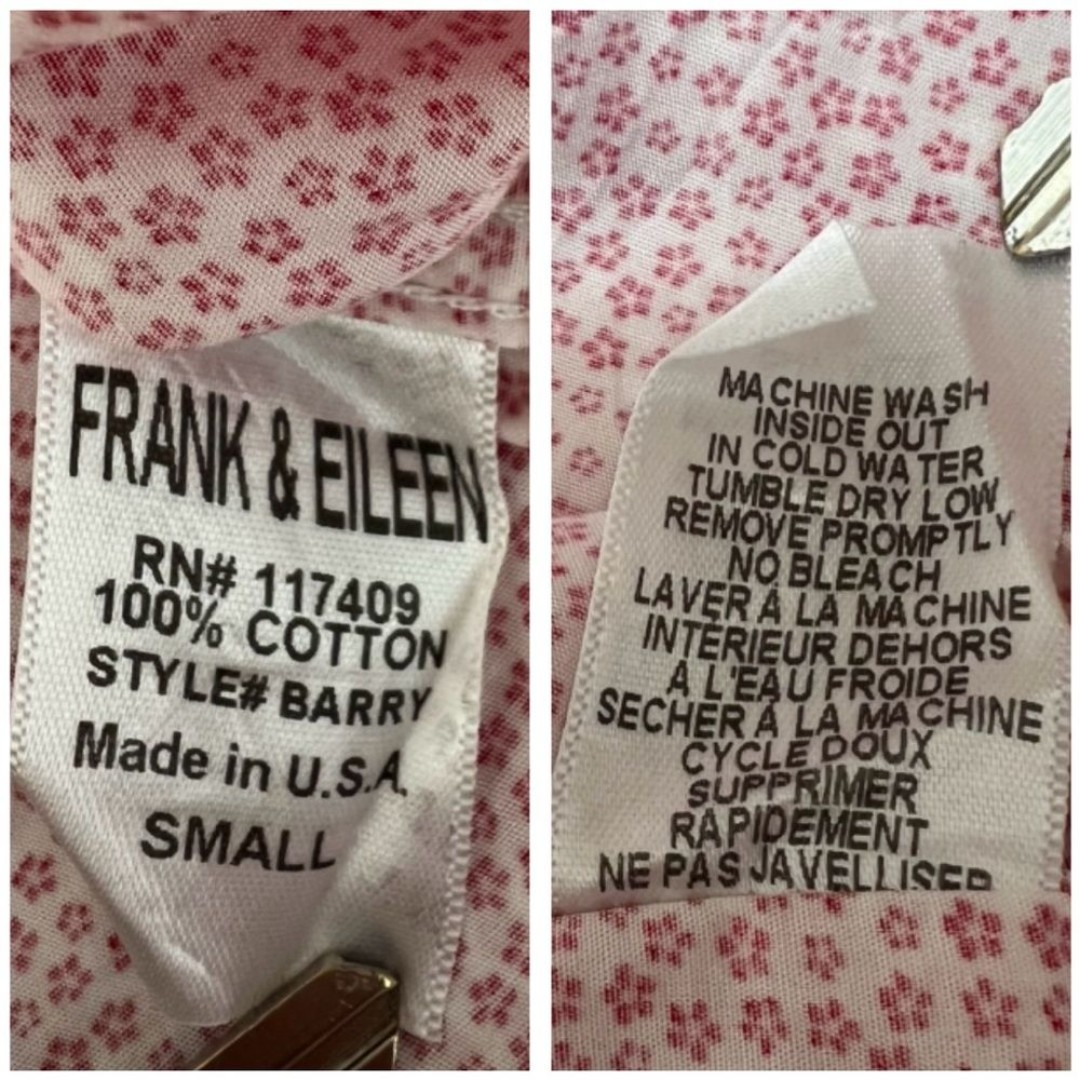 FRANK & EILEEN
RN# 117409
100% COTTON
STYLE# BARRY
Made in U.S.A.
SMALL
MACHINE WASH
INSIDE OUT
IN COLD WATER
TUMBLE DRY LOW
REMOVE PROMPTLY
NO BLEACH
LAVER À LA MACHINE
INTÉRIEUR DEHORS
À L'EAU FROIDE
SECHER À LA MACHINE
CYCLE DOUX
SUPPRIMER
RAPIDEMENT
NE PAS JAVELLISER